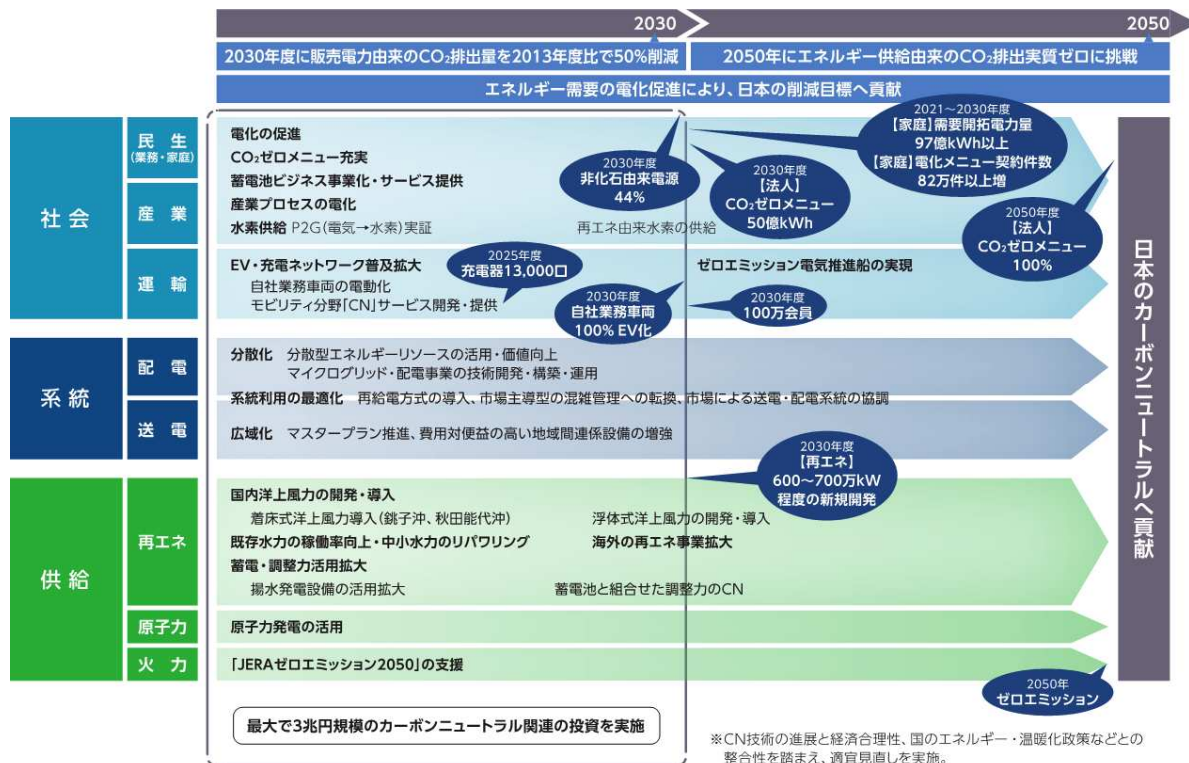 2030
2050
2030年度に販売電力由来のCO₂排出量を2013年度比で50%削減
2050年にエネルギー供給由来のCO₂排出実質ゼロに挑戦
エネルギー需要の電化促進により、日本の削減目標へ貢献
社会
民生
(業務・家庭)
産業
運輸
電化の促進
CO₂ゼロメニュー充実
蓄電池ビジネス事業化・サービス提供
産業プロセスの電化
水素供給 P2G(電気→水素)実証
再エネ由来水素の供給
2030年度
非化石由来電源
44%
2030年度
【法人】
CO₂ゼロメニュー
50億kWh
2021〜2030年度
【家庭】需要開拓電力量
97億kWh以上
【家庭】電化メニュー契約件数
82万件以上増
2050年度
【法人】
CO₂ゼロメニュー
100%
EV・充電ネットワーク普及拡大
自社業務車両の電動化
モビリティ分野「CN」サービス開発・提供
2025年度
充電器13,000口
ゼロエミッション電気推進船の実現
2030年度
自社業務車両
100% EV化
2030年度
100万会員
系統
配電
送電
分散化 分散型エネルギーリソースの活用・価値向上
マイクログリッド・配電事業の技術開発・構築・運用
系統利用の最適化 再給電方式の導入、市場主導型の混雑管理への転換、市場による送電・配電系統の協調
広域化 マスタープラン推進、費用対便益の高い地域間連係設備の増強
供給
再エネ
原子力
火力
2030年度
【再エネ】
600〜700万kW
程度の新規開発
国内洋上風力の開発・導入
着床式洋上風力導入(銚子沖、秋田能代沖)
浮体式洋上風力の開発・導入
既存水力の稼働率向上・中小水力のリパワリング
海外の再エネ事業拡大
蓄電・調整力活用拡大
揚水発電設備の活用拡大
蓄電池と組合せた調整力のCN
原子力発電の活用
「JERAゼロエミッション2050」の支援
2050年
ゼロエミッション
最大で3兆円規模のカーボンニュートラル関連の投資を実施
日本のカーボンニュートラルへ貢献
※CN技術の進展と経済合理性、国のエネルギー・温暖化政策などとの
整合性を踏まえ、適宜見直しを実施。